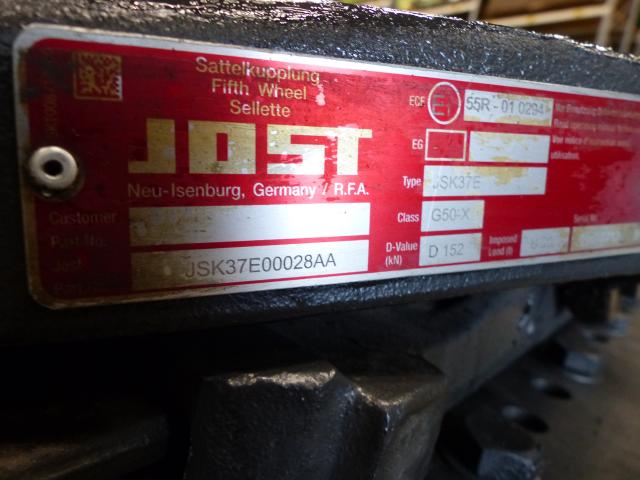 Sattelkupplung
Fifth Wheel
Sellette
JOST
Neu-Isenburg, Germany / R.F.A.
Customer
Part-No.
JSK37E00028AA
ECE E1 55R - 01 0294
EG
Type JSK37E
Class G50-X
D-Value (kN) D 152
Imposed Load (t)
Serial No.